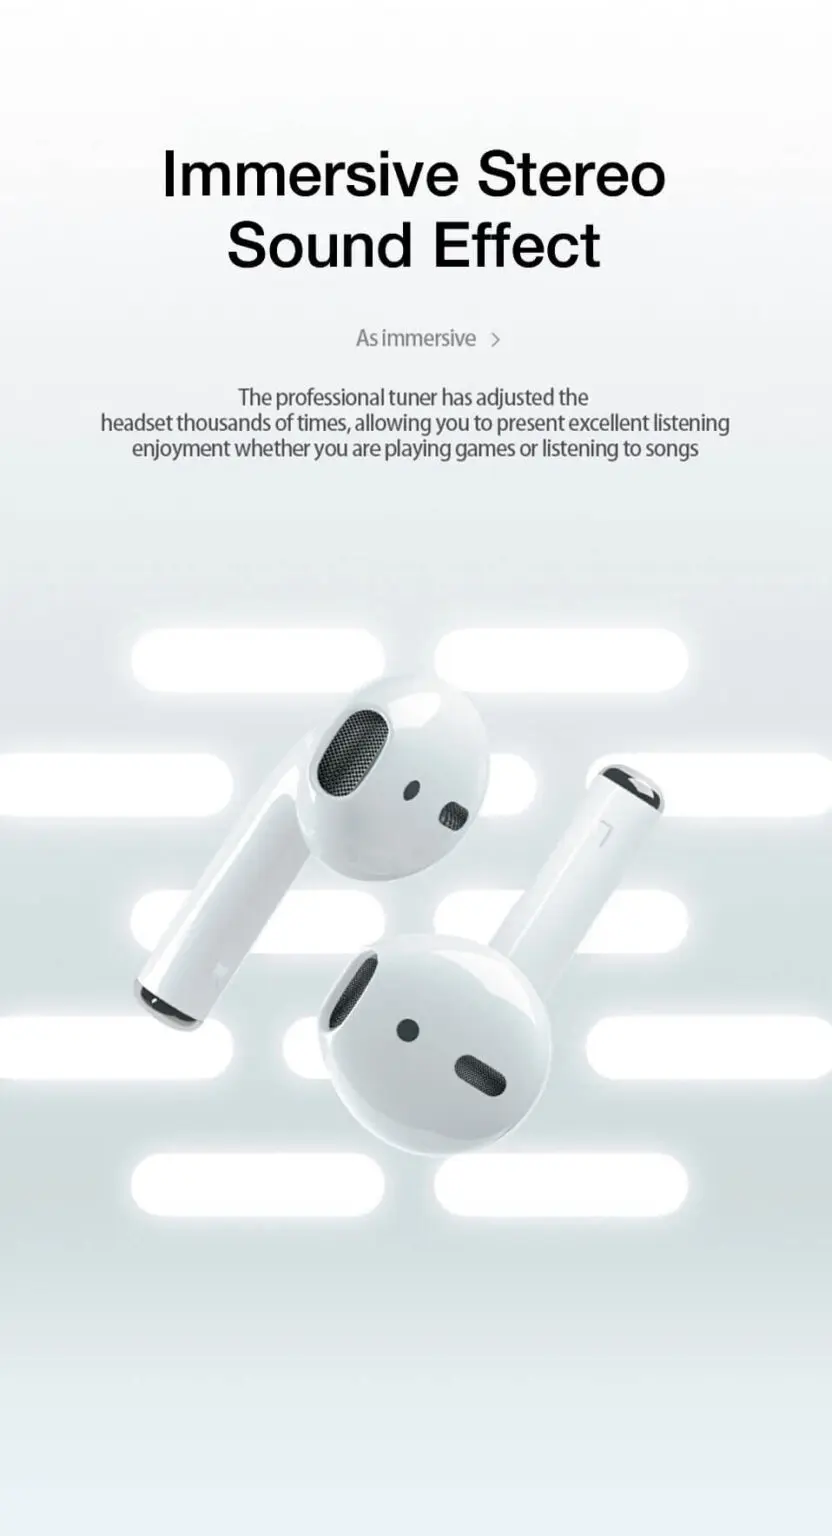 Immersive Stereo
Sound Effect
As immersive >
The professional tuner has adjusted the
headset thousands of times, allowing you to present excellent listening
enjoyment whether you are playing games or listening to songs
L